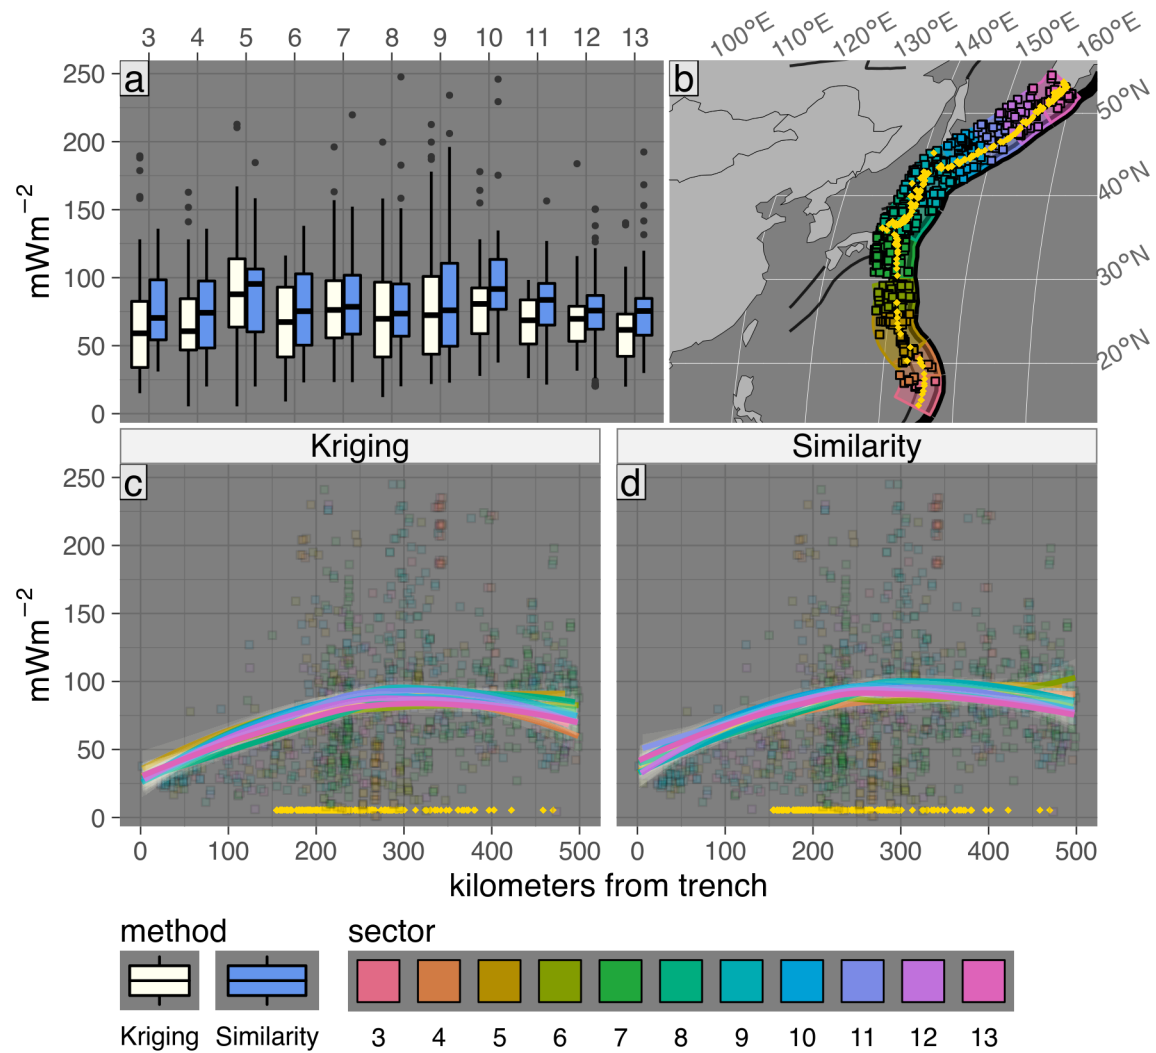 3 4 5 6 7 8 9 10 11 12 13
100°E 110°E 120°E 130°E 140°E 150°E 160°E
a
b
250
200
150
100
50
0
mWm−2
50°N
40°N
30°N
20°N
Kriging
Similarity
c
d
250
200
150
100
50
0
mWm−2
0 100 200 300 400 500
0 100 200 300 400 500
kilometers from trench
method
sector
Kriging Similarity
3 4 5 6 7 8 9 10 11 12 13